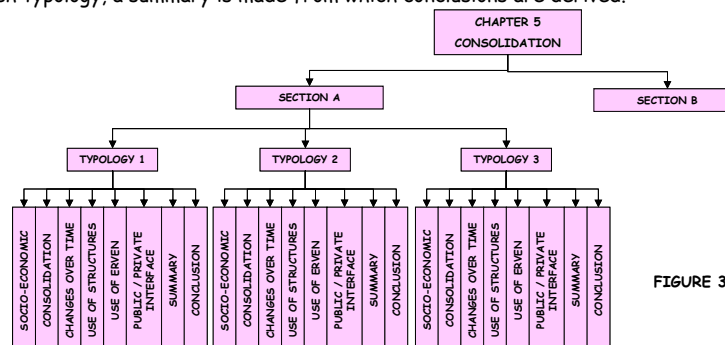 typology, a summary is made from which conclusions are derived.
CHAPTER 5
CONSOLIDATION
SECTION A
SECTION B
TYPOLOGY 1
TYPOLOGY 2
TYPOLOGY 3
SOCIO-ECONOMIC
CONSOLIDATION
CHANGES OVER TIME
USE OF STRUCTURES
USE OF ERVEN
PUBLIC / PRIVATE
INTERFACE
SUMMARY
CONCLUSION
SOCIO-ECONOMIC
CONSOLIDATION
CHANGES OVER TIME
USE OF STRUCTURES
USE OF ERVEN
PUBLIC / PRIVATE
INTERFACE
SUMMARY
CONCLUSION
SOCIO-ECONOMIC
CONSOLIDATION
CHANGES OVER TIME
USE OF STRUCTURES
USE OF ERVEN
PUBLIC / PRIVATE
INTERFACE
SUMMARY
CONCLUSION
FIGURE 3